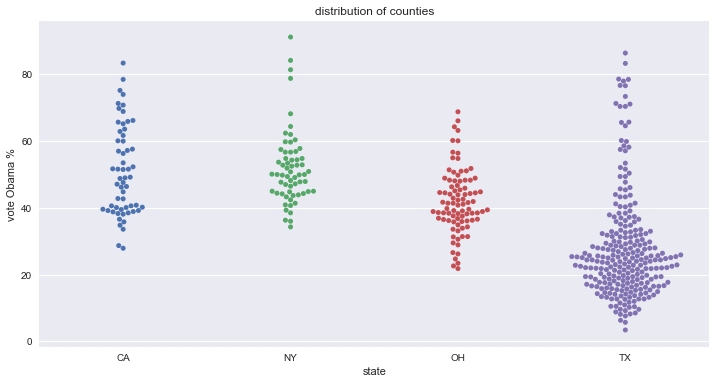 distribution of counties
vote Obama %
80
60
40
20
0
CA
NY
OH
TX
state